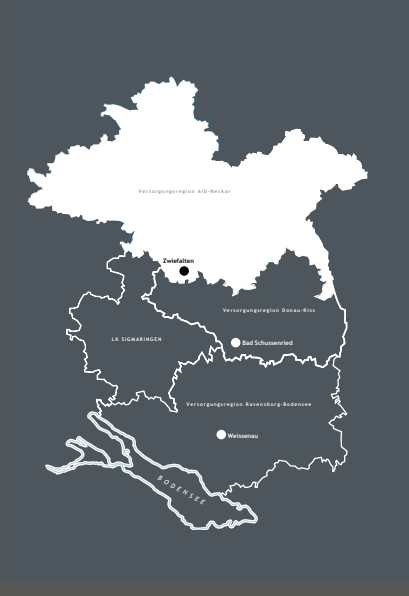 Versorgungsregion Alb-Neckar
Zwiefalten
Versorgungsregion Donau-Riss
LK SIGMARINGEN
Bad Schussenried
Versorgungsregion Ravensburg-Bodensee
Weissenau
BODENSEE